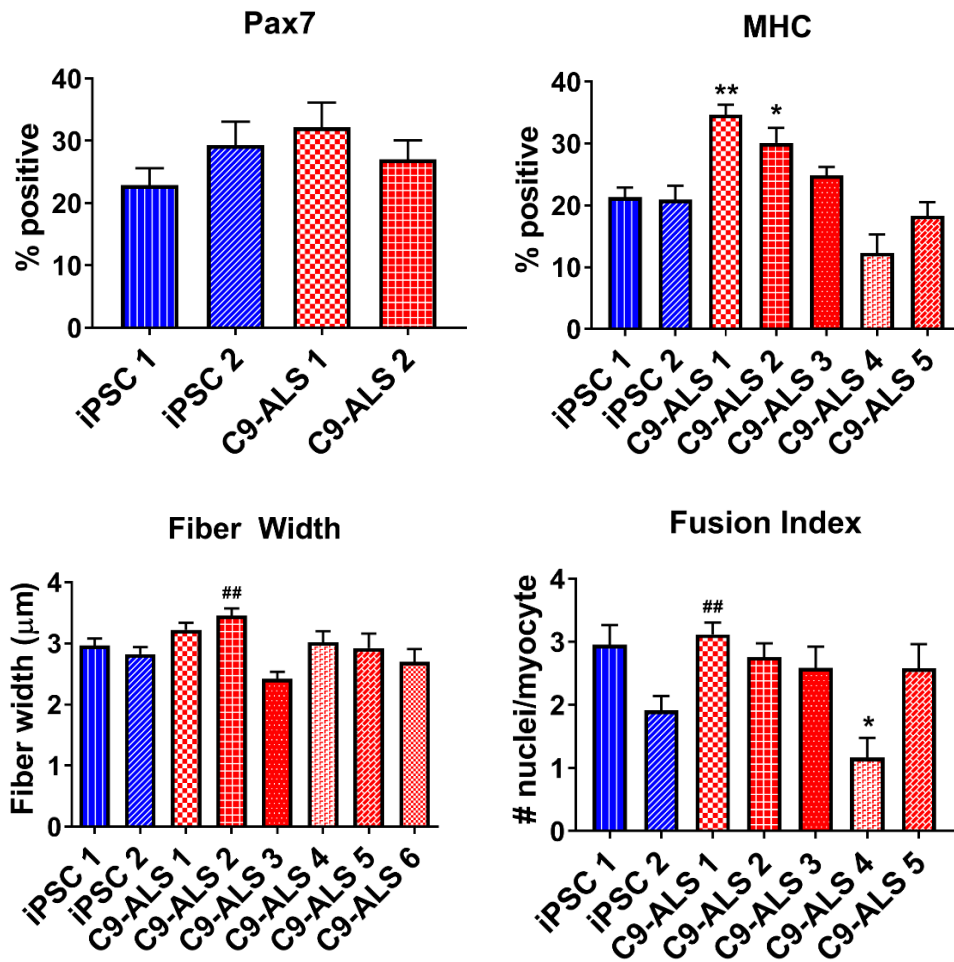 Pax7
% positive
40
30
20
10
0
iPSC 1
iPSC 2
C9-ALS 1
C9-ALS 2
MHC
% positive
40
30
20
10
0
**
*
iPSC 1
iPSC 2
C9-ALS 1
C9-ALS 2
C9-ALS 3
C9-ALS 4
C9-ALS 5
Fiber Width
Fiber width (μm)
4
3
2
1
0
##
iPSC 1
iPSC 2
C9-ALS 1
C9-ALS 2
C9-ALS 3
C9-ALS 4
C9-ALS 5
C9-ALS 6
Fusion Index
# nuclei/myocyte
4
3
2
1
0
##
*
iPSC 1
iPSC 2
C9-ALS 1
C9-ALS 2
C9-ALS 3
C9-ALS 4
C9-ALS 5